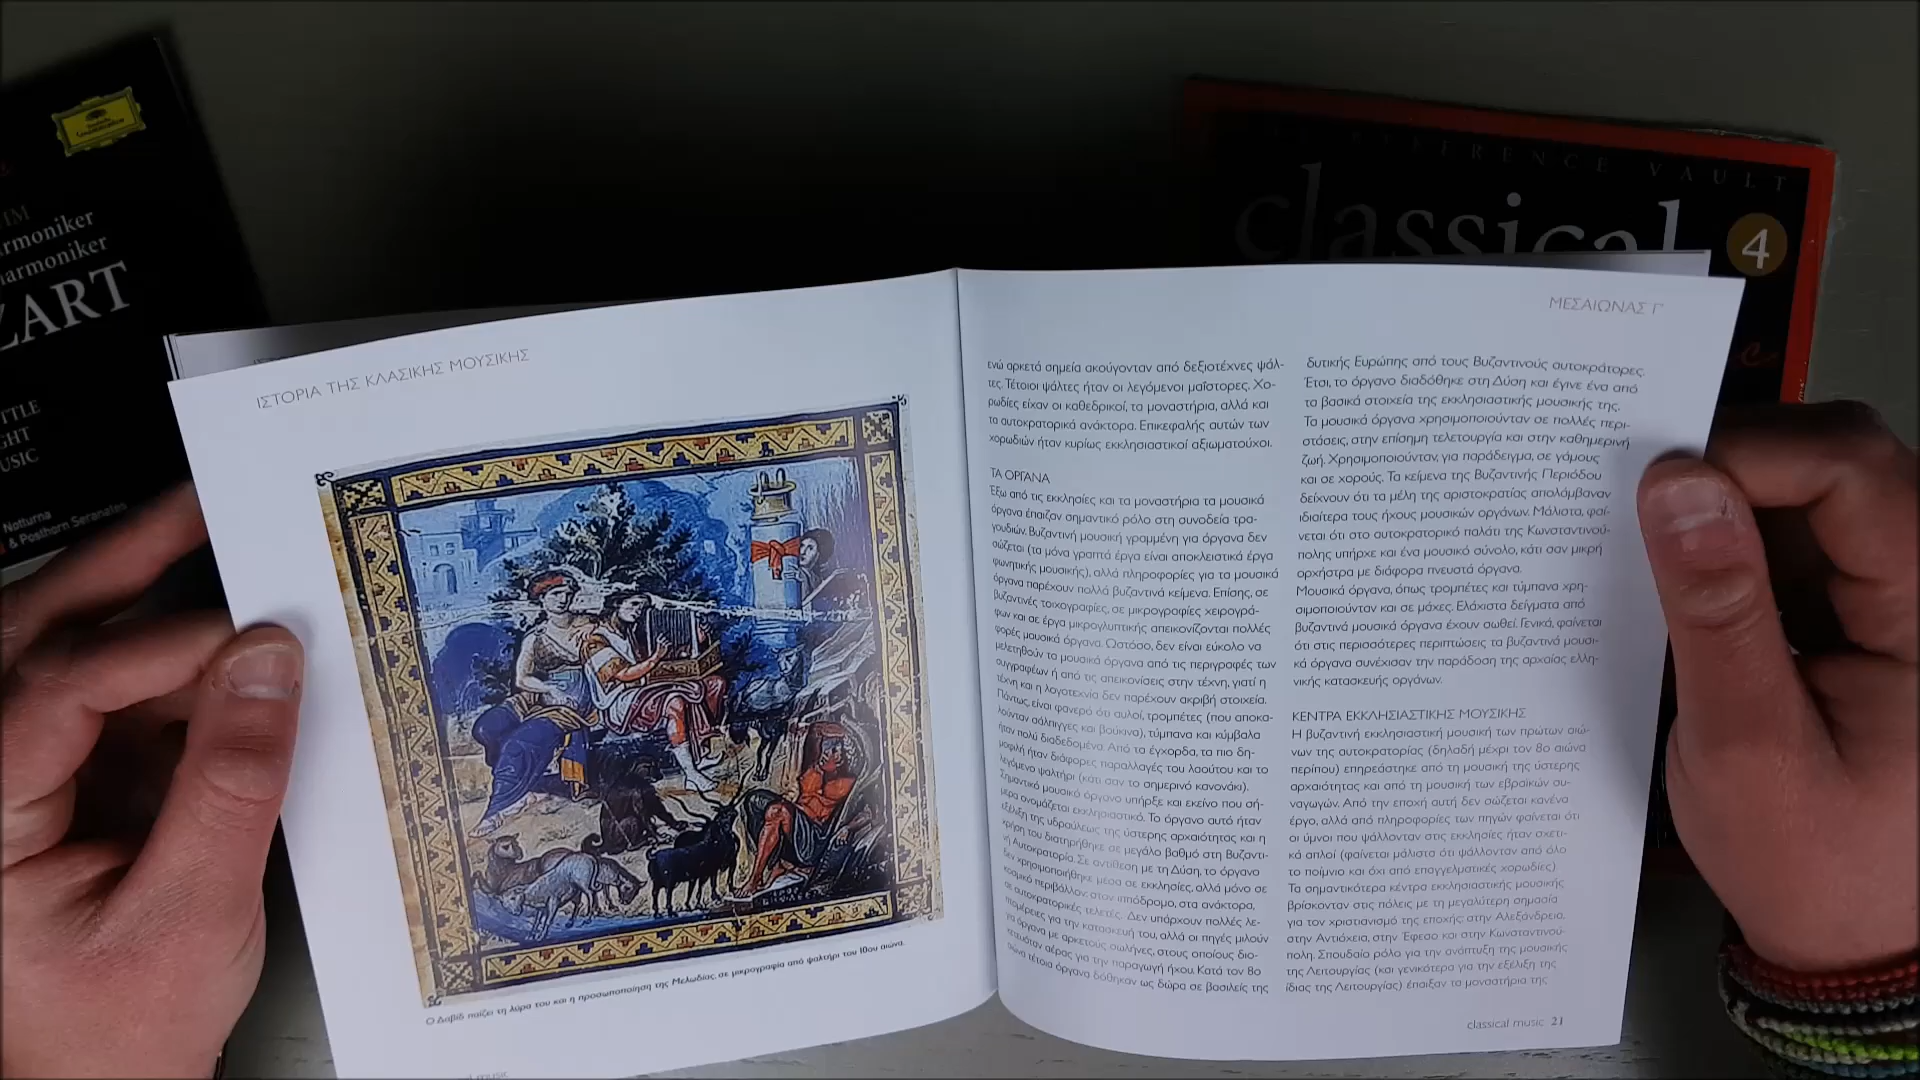 Deutsche
Grammophon
IM
armoniker
armoniker
ZART
TTLE
GHT
USIC
Notturna
& Posthorn Serenades
ERENCE VAULT
classical
4
ΙΣΤΟΡΙΑ ΤΗΣ ΚΛΑΣΙΚΗΣ ΜΟΥΣΙΚΗΣ
Ο Δαβίδ παίζει τη λύρα του και η προσωποποίηση της Μελωδίας, σε μικρογραφία από ψαλτήρι του 10ου αιώνα.
ΜΕΣΑΙΩΝΑΣ Γ'
ενώ αρκετά σημεία ακούγονταν από δεξιοτέχνες ψάλ-
τες. Τέτοιοι ψάλτες ήταν οι λεγόμενοι μαΐστορες. Χο-
ρωδίες είχαν οι καθεδρικοί, τα μοναστήρια, αλλά και
τα αυτοκρατορικά ανάκτορα. Επικεφαλής αυτών των
χορωδιών ήταν κυρίως εκκλησιαστικοί αξιωματούχοι.
ΤΑ ΟΡΓΑΝΑ
Έξω από τις εκκλησίες και τα μοναστήρια τα μουσικά
όργανα έπαιζαν σημαντικό ρόλο στη συνοδεία τρα-
γουδιών. Βυζαντινή μουσική γραμμένη για όργανα δεν
σώζεται (τα μόνα γραπτά έργα είναι αποκλειστικά έργα
φωνητικής μουσικής), αλλά πληροφορίες για τα μουσικά
όργανα παρέχουν πολλά βυζαντινά κείμενα. Επίσης, σε
βυζαντινές τοιχογραφίες, σε μικρογραφίες χειρογρά-
φων και σε έργα μικρογλυπτικής απεικονίζονται πολλές
φορές μουσικά όργανα. Ωστόσο, δεν είναι εύκολο να
μελετηθούν τα μουσικά όργανα από τις περιγραφές των
συγγραφέων ή από τις απεικονίσεις στην τέχνη, γιατί η
τέχνη και η λογοτεχνία δεν παρέχουν ακριβή στοιχεία.
Πάντως, είναι φανερό ότι αυλοί, τρομπέτες (που αποκα-
λούνταν σάλπιγγες και βούκινα), τύμπανα και κύμβαλα
ήταν πολύ διαδεδομένα. Από τα έγχορδα, τα πιο δη-
μοφιλή ήταν διάφορες παραλλαγές του λαούτου και το
λεγόμενο ψαλτήρι (κάτι σαν το σημερινό κανονάκι).
Σημαντικό μουσικό όργανο υπήρξε και εκείνο που σή-
μερα ονομάζεται εκκλησιαστικό. Το όργανο αυτό ήταν
εξέλιξη της υδραύλεως της ύστερης αρχαιότητας και η
χρήση του διατηρήθηκε σε μεγάλο βαθμό στη Βυζαντι-
νή Αυτοκρατορία. Σε αντίθεση με τη Δύση, το όργανο
δεν χρησιμοποιήθηκε μέσα σε εκκλησίες, αλλά μόνο σε
κοσμικό περιβάλλον: στον ιππόδρομο, στα ανάκτορα,
σε αυτοκρατορικές τελετές. Δεν υπάρχουν πολλές λε-
πτομέρειες για την κατασκευή του, αλλά οι πηγές μιλούν
για όργανα με αρκετούς σωλήνες, στους οποίους διο-
χετευόταν αέρας για την παραγωγή ήχου. Κατά τον 8ο
αιώνα τέτοια όργανα δόθηκαν ως δώρα σε βασιλείς της
δυτικής Ευρώπης από τους Βυζαντινούς αυτοκράτορες.
Έτσι, το όργανο διαδόθηκε στη Δύση και έγινε ένα από
τα βασικά στοιχεία της εκκλησιαστικής μουσικής της.
Τα μουσικά όργανα χρησιμοποιούνταν σε πολλές περι-
στάσεις, στην επίσημη τελετουργία και στην καθημερινή
ζωή. Χρησιμοποιούνταν, για παράδειγμα, σε γάμους
και σε χορούς. Τα κείμενα της Βυζαντινής Περιόδου
δείχνουν ότι τα μέλη της αριστοκρατίας απολάμβαναν
ιδιαίτερα τους ήχους μουσικών οργάνων. Μάλιστα, φαί-
νεται ότι στο αυτοκρατορικό παλάτι της Κωνσταντινού-
πολης υπήρχε και ένα μουσικό σύνολο, κάτι σαν μικρή
ορχήστρα με διάφορα πνευστά όργανα.
Μουσικά όργανα, όπως τρομπέτες και τύμπανα χρη-
σιμοποιούνταν και σε μάχες. Ελάχιστα δείγματα από
βυζαντινά μουσικά όργανα έχουν σωθεί. Γενικά, φαίνεται
ότι στις περισσότερες περιπτώσεις τα βυζαντινά μουσι-
κά όργανα συνέχισαν την παράδοση της αρχαίας ελλη-
νικής κατασκευής οργάνων.
ΚΕΝΤΡΑ ΕΚΚΛΗΣΙΑΣΤΙΚΗΣ ΜΟΥΣΙΚΗΣ
Η βυζαντινή εκκλησιαστική μουσική των πρώτων αιώ-
νων της αυτοκρατορίας (δηλαδή μέχρι τον 8ο αιώνα
περίπου) επηρεάστηκε από τη μουσική της ύστερης
αρχαιότητας και από τη μουσική των εβραϊκών συ-
ναγωγών. Από την εποχή αυτή δεν σώζεται κανένα
έργο, αλλά από πληροφορίες των πηγών φαίνεται ότι
οι ύμνοι που ψάλλονταν στις εκκλησίες ήταν σχετι-
κά απλοί (φαίνεται μάλιστα ότι ψάλλονταν από όλο
το ποίμνιο και όχι από επαγγελματικές χορωδίες).
Τα σημαντικότερα κέντρα εκκλησιαστικής μουσικής
βρίσκονταν στις πόλεις με τη μεγαλύτερη σημασία
για τον χριστιανισμό της εποχής: στην Αλεξάνδρεια,
στην Αντιόχεια, στην Έφεσο και στην Κωνσταντινού-
πολη. Σπουδαίο ρόλο για την ανάπτυξη της μουσικής
της Λειτουργίας (και γενικότερα για την εξέλιξη της
ίδιας της Λειτουργίας) έπαιξαν τα μοναστήρια της
classical music 21